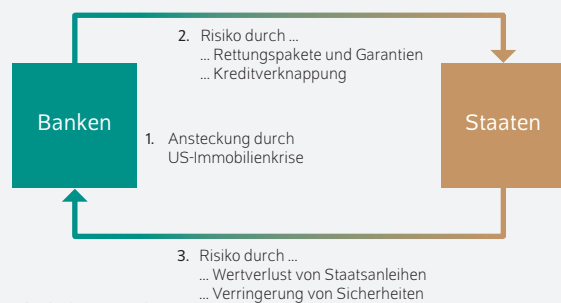 2. Risiko durch ...
... Rettungspakete und Garantien
... Kreditverknappung
Banken
Staaten
1. Ansteckung durch
US-Immobilienkrise
3. Risiko durch ...
... Wertverlust von Staatsanleihen
... Verringerung von Sicherheiten